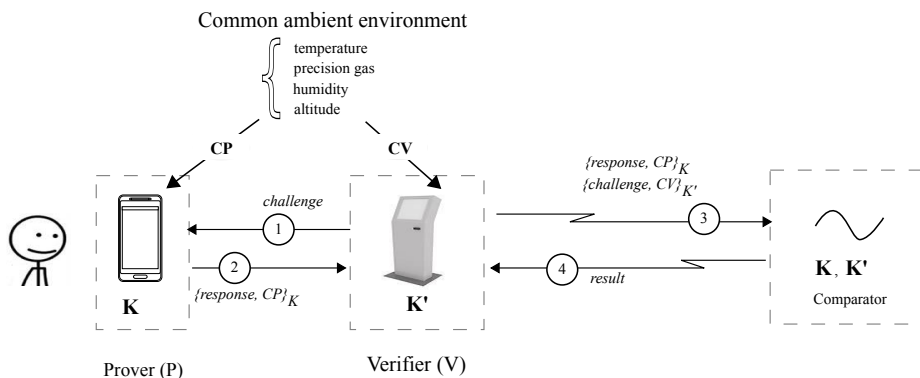 Common ambient environment
temperature
precision gas
humidity
altitude
CP
CV
{response, CP}K
{challenge, CV}K'
challenge
1
2
{response, CP}K
3
4
result
K
K'
K, K'
Comparator
Prover (P)
Verifier (V)